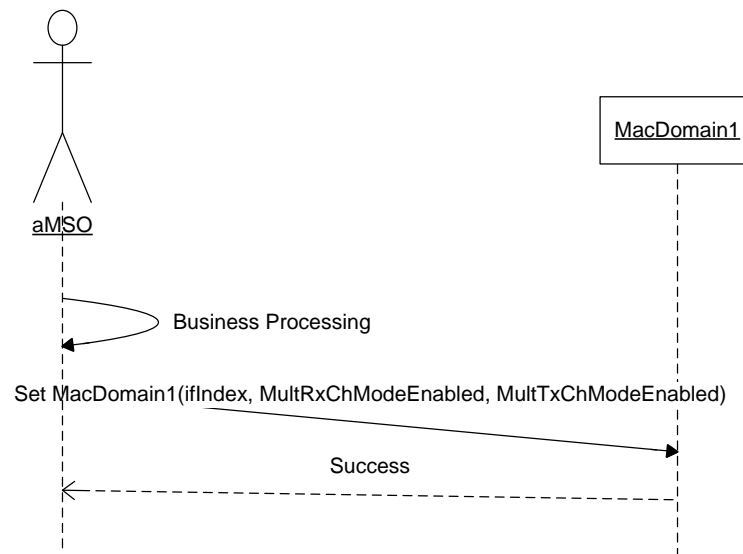 MacDomain1
aMSO
Business Processing
Set MacDomain1(ifIndex, MultRxChModeEnabled, MultTxChModeEnabled)
Success